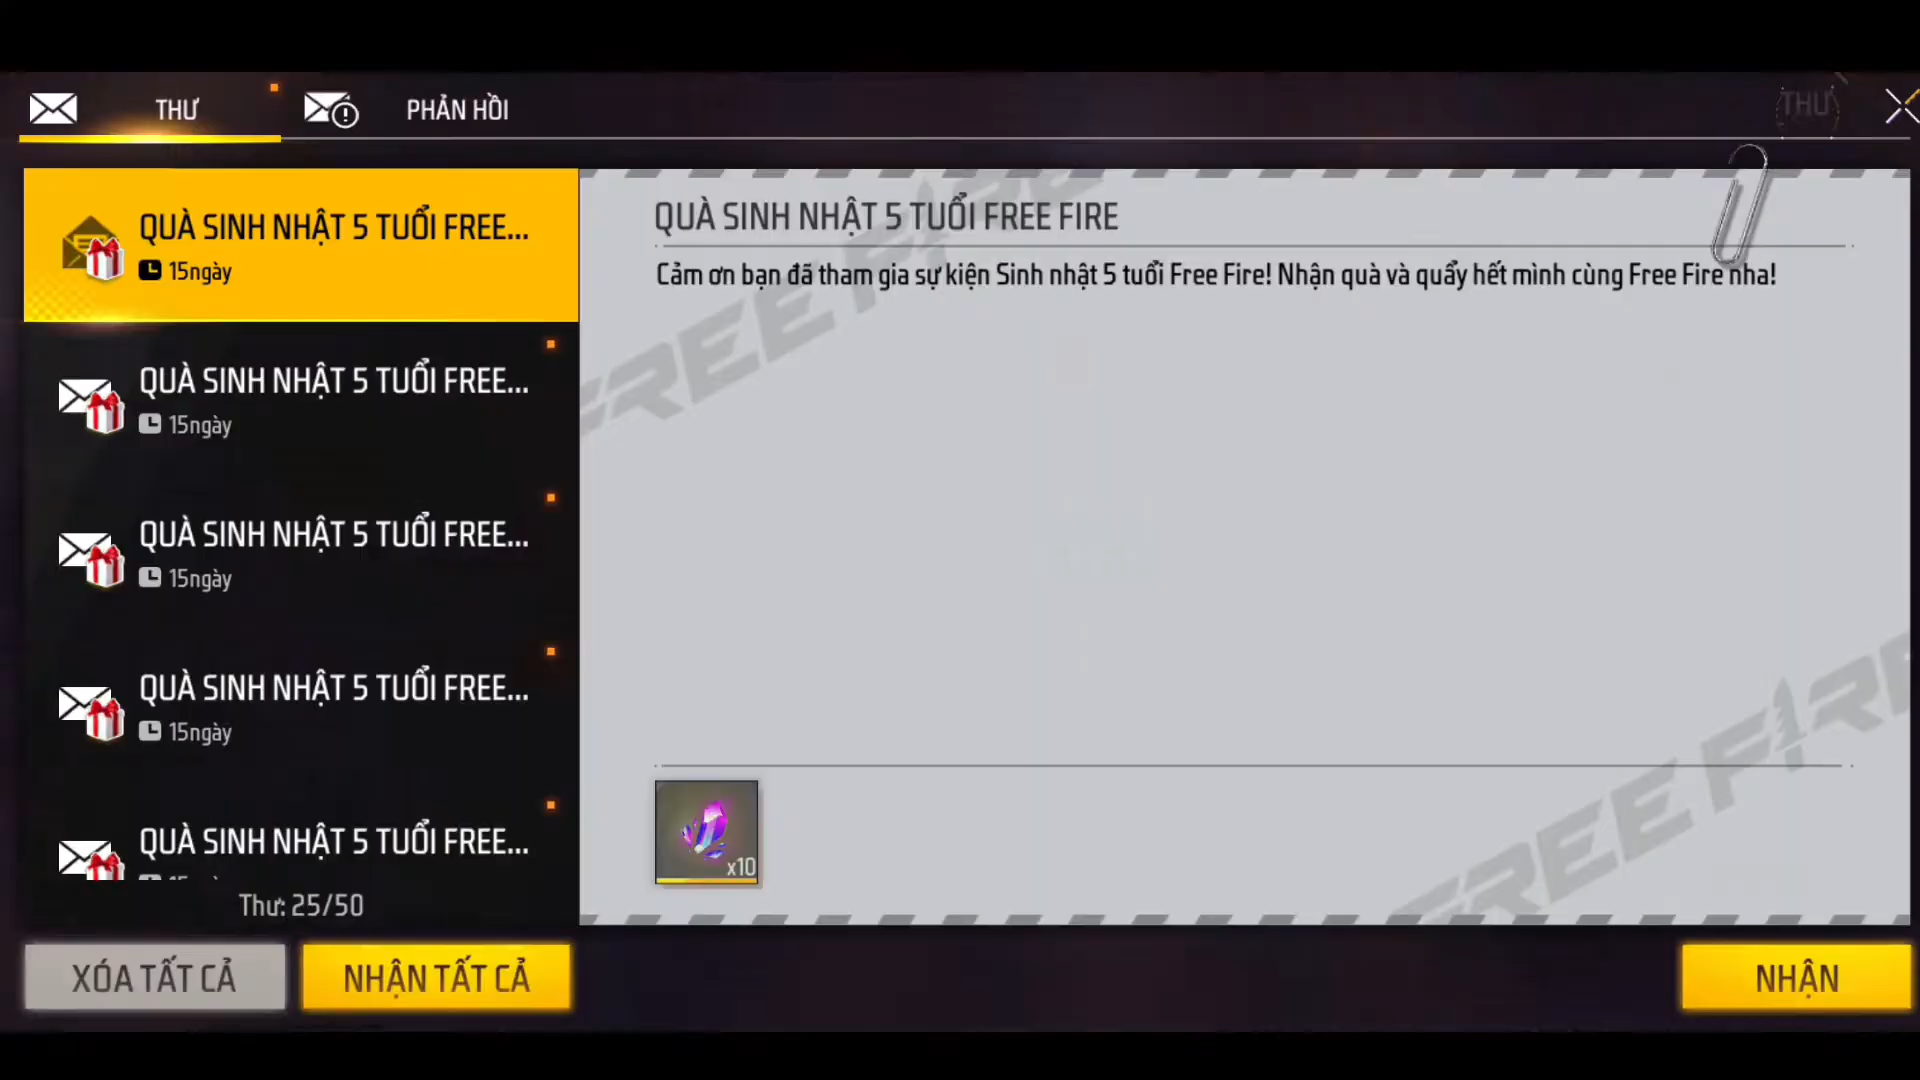 THƯ
PHẢN HỒI
THƯ
QUÀ SINH NHẬT 5 TUỔI FREE...
15ngày
QUÀ SINH NHẬT 5 TUỔI FREE...
15ngày
QUÀ SINH NHẬT 5 TUỔI FREE...
15ngày
QUÀ SINH NHẬT 5 TUỔI FREE...
15ngày
QUÀ SINH NHẬT 5 TUỔI FREE...
Thư: 25/50
XÓA TẤT CẢ
NHẬN TẤT CẢ
QUÀ SINH NHẬT 5 TUỔI FREE FIRE
Cảm ơn bạn đã tham gia sự kiện Sinh nhật 5 tuổi Free Fire! Nhận quà và quẩy hết mình cùng Free Fire nha!
FREE FIRE
FREE FIRE
x10
NHẬN